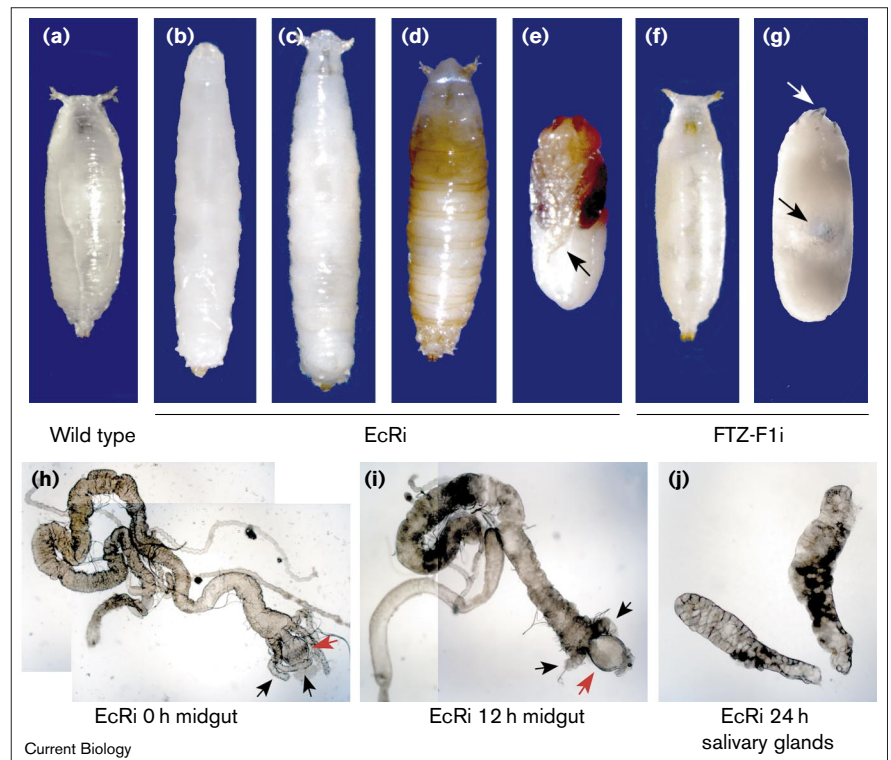 (a) (b) (c) (d) (e) (f) (g)
Wild type EcRi FTZ-F1i
(h) (i) (j)
EcRi 0 h midgut EcRi 12 h midgut EcRi 24 h
salivary glands
Current Biology